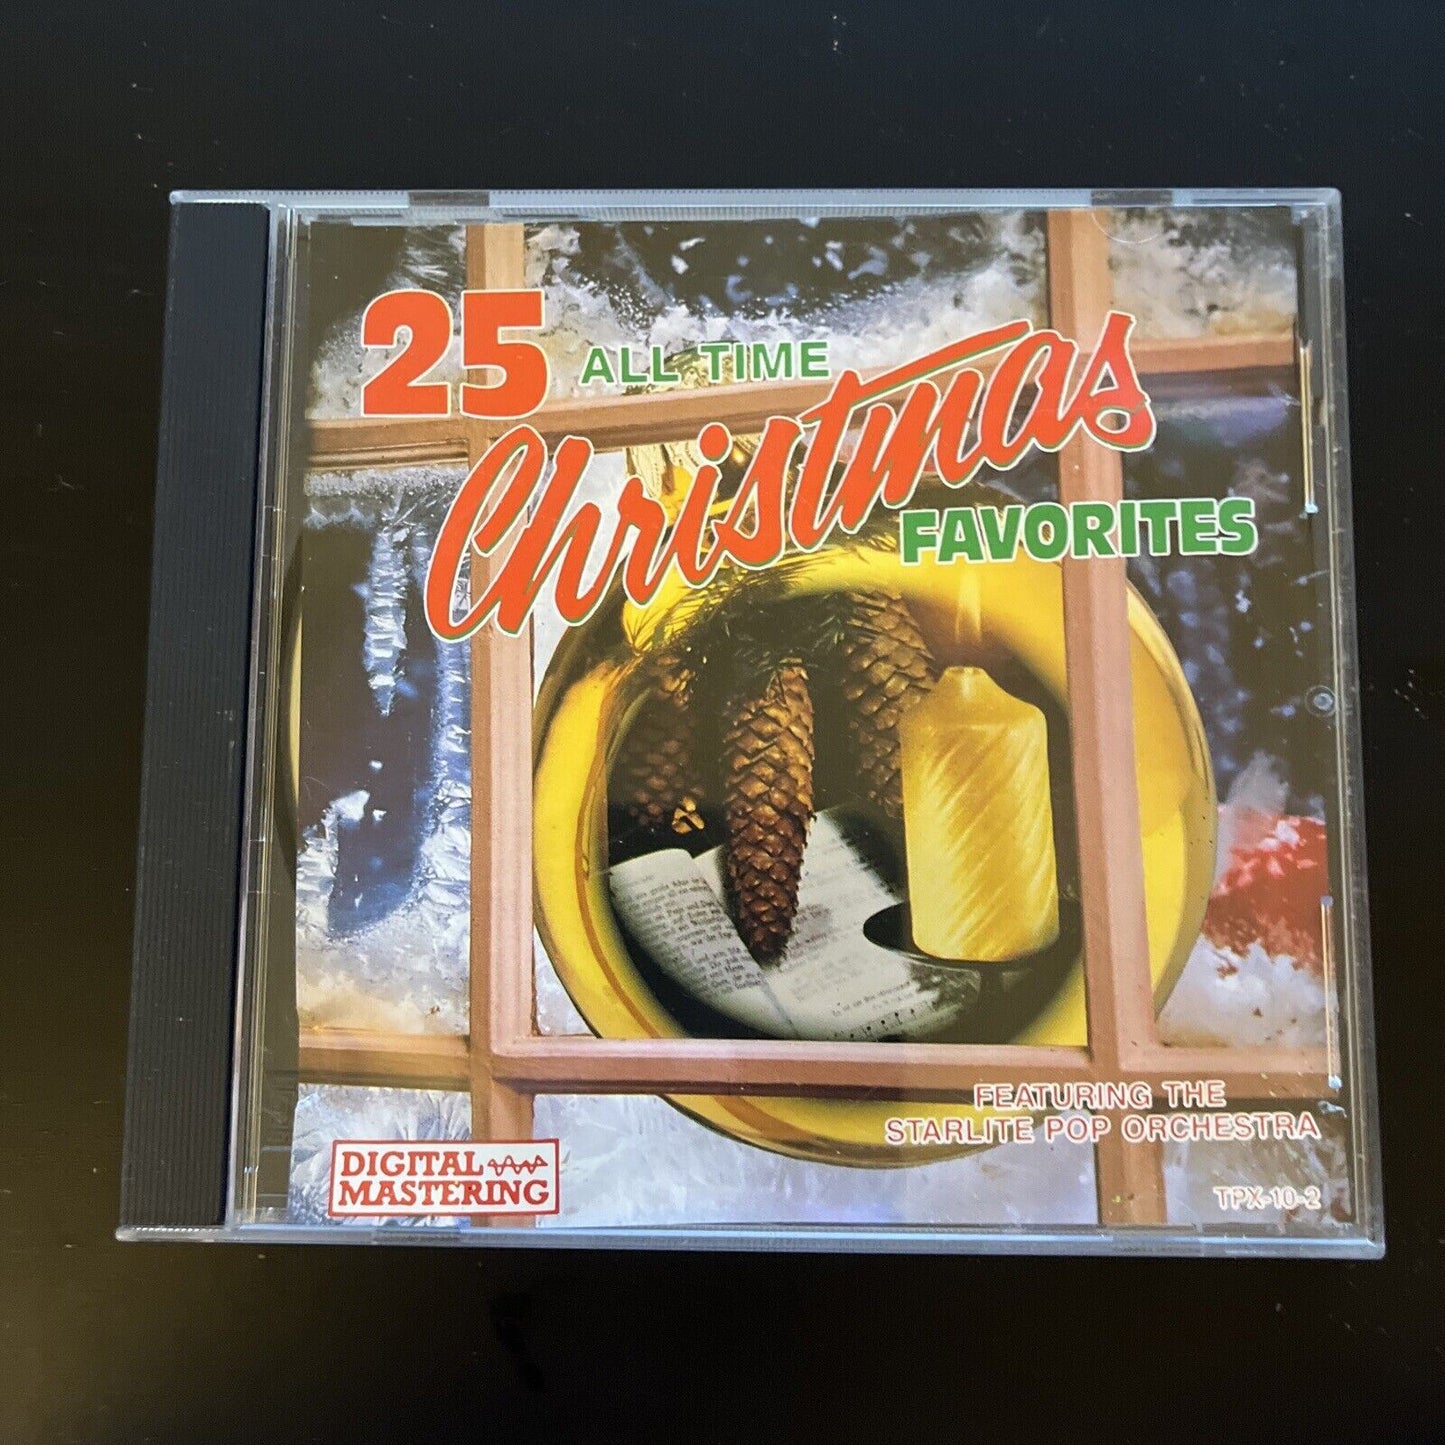 25 ALL TIME
Christmas
FAVORITES
FEATURING THE
STARLITE POP ORCHESTRA
DIGITAL
MASTERING
TPX-10-2